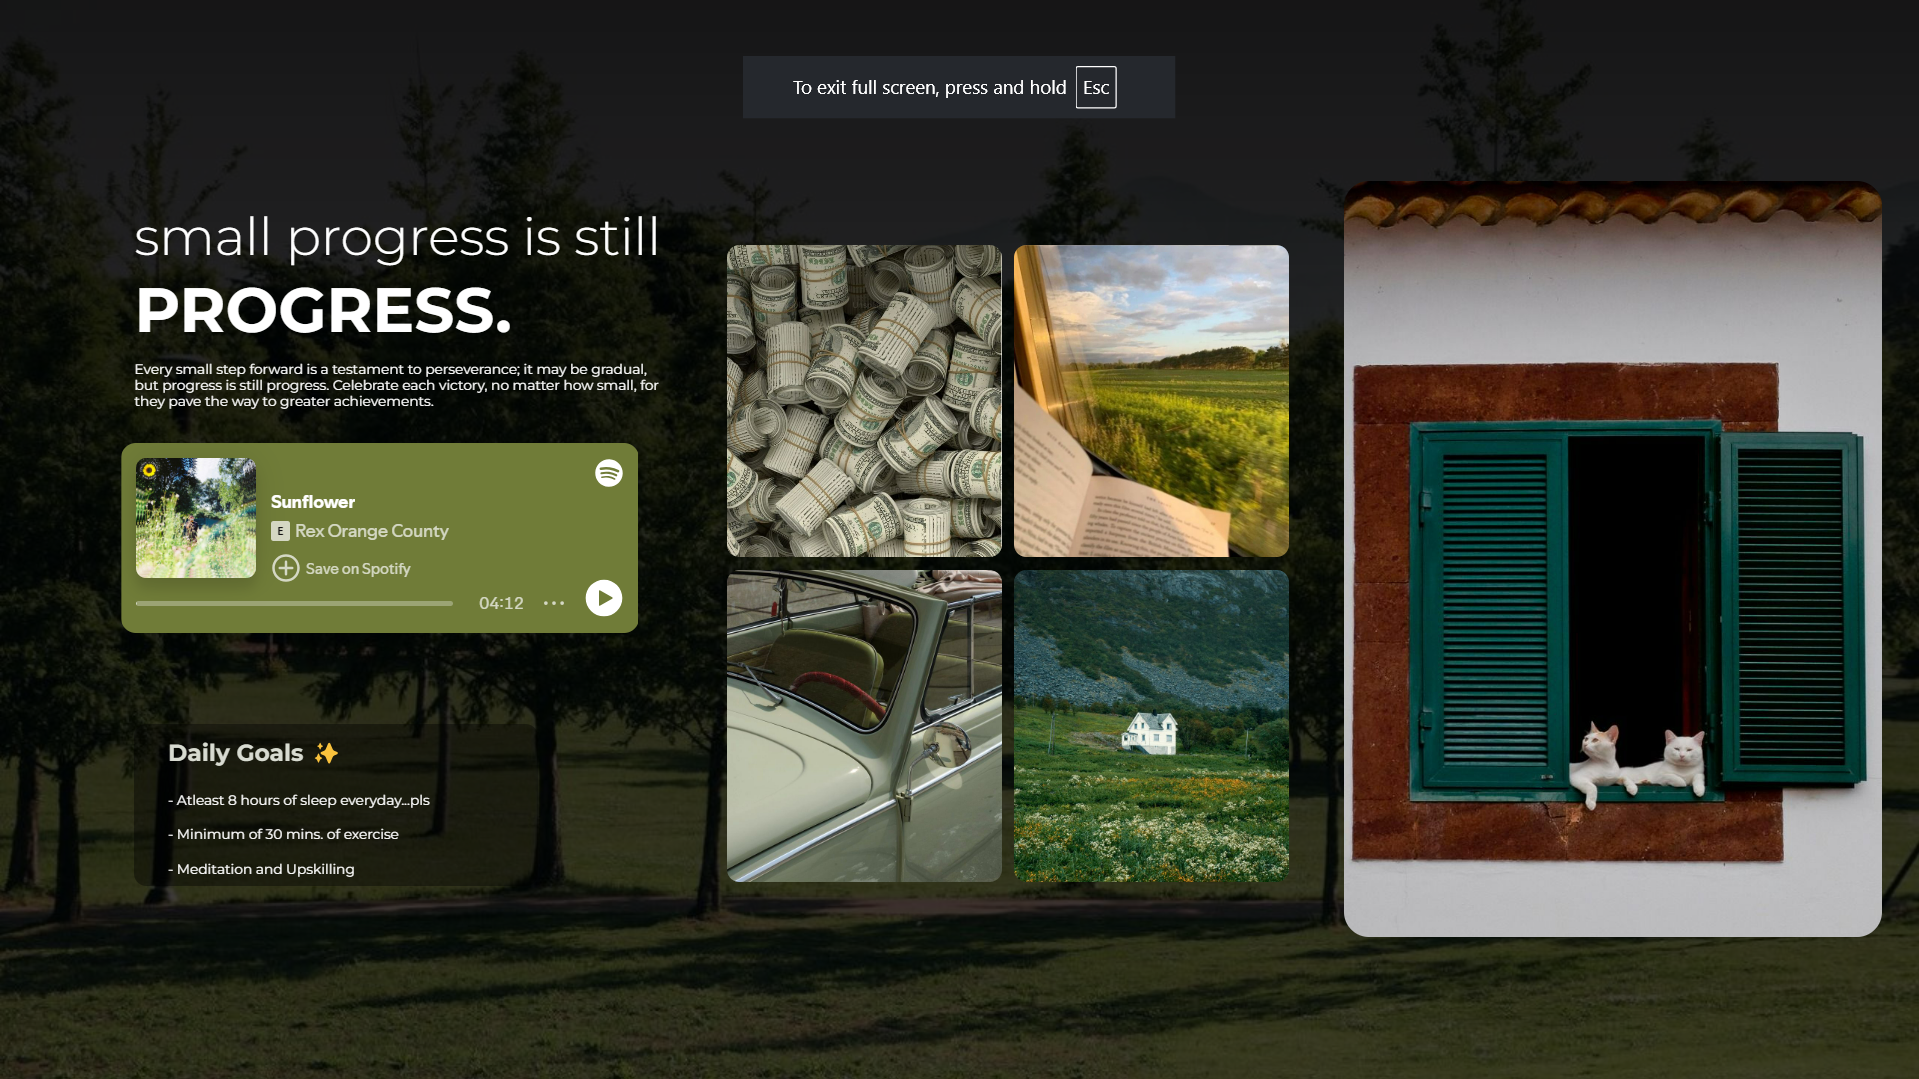 To exit full screen, press and hold Esc
small progress is still
PROGRESS.
Every small step forward is a testament to perseverance; it may be gradual,
but progress is still progress. Celebrate each victory, no matter how small, for
they pave the way to greater achievements.
Sunflower
E Rex Orange County
Save on Spotify
04:12
Daily Goals ✨
- Atleast 8 hours of sleep everyday...pls
- Minimum of 30 mins. of exercise
- Meditation and Upskilling